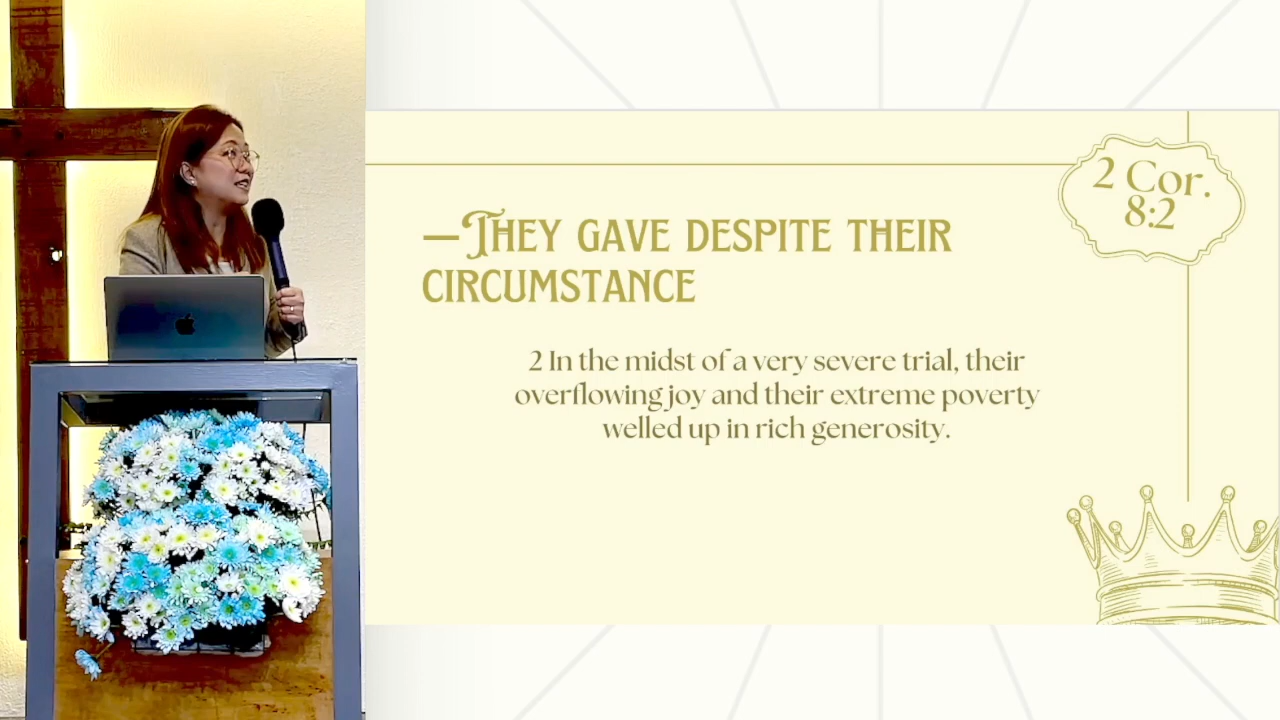 2 Cor.
8:2
—They gave despite their
circumstance
2 In the midst of a very severe trial, their
overflowing joy and their extreme poverty
welled up in rich generosity.